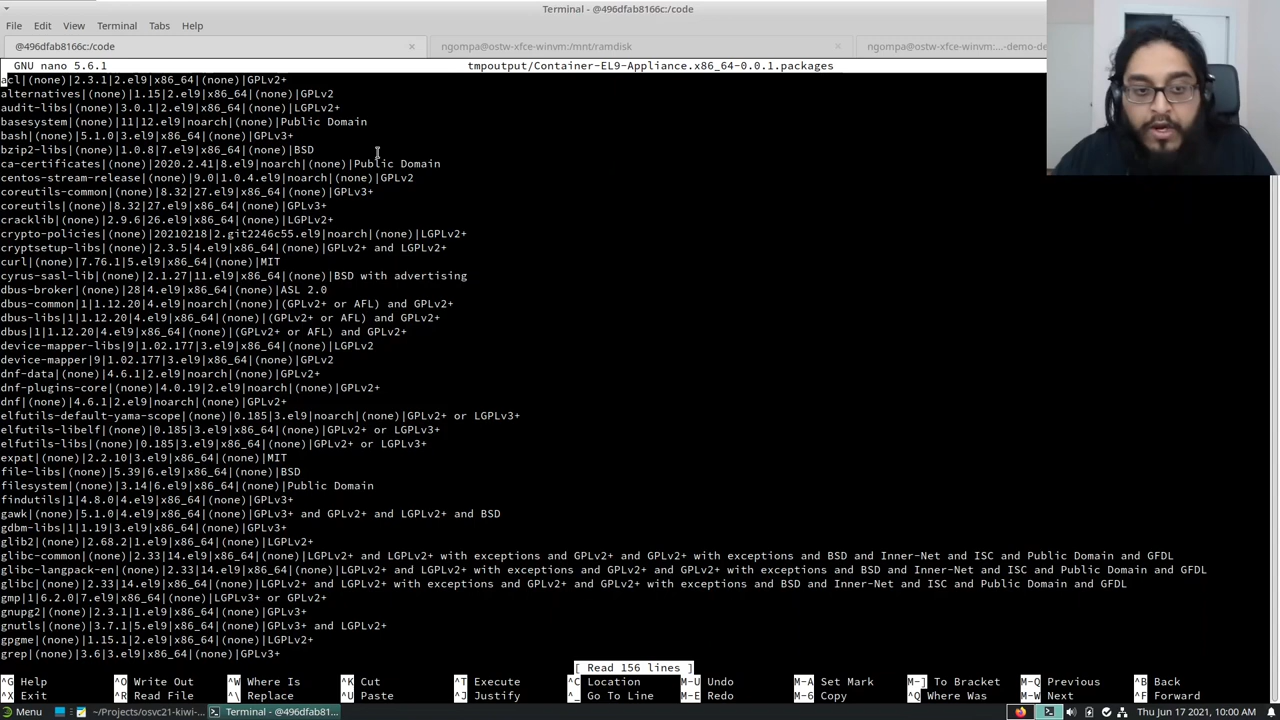 Terminal - @496dfab8166c:/code
File Edit View Terminal Tabs Help
@496dfab8166c:/code × ngompa@ostw-xfce-winvm:/mnt/ramdisk × ngompa@ostw-xfce-winvm:...-demo-de
GNU nano 5.6.1 tmpoutput/Container-EL9-Appliance.x86_64-0.0.1.packages
acl|(none)|2.3.1|2.el9|x86_64|(none)|GPLv2+
alternatives|(none)|1.15|2.el9|x86_64|(none)|GPLv2
audit-libs|(none)|3.0.1|2.el9|x86_64|(none)|LGPLv2+
basesystem|(none)|11|12.el9|noarch|(none)|Public Domain
bash|(none)|5.1.0|3.el9|x86_64|(none)|GPLv3+
bzip2-libs|(none)|1.0.8|7.el9|x86_64|(none)|BSD
ca-certificates|(none)|2020.2.41|8.el9|noarch|(none)|Public Domain
centos-stream-release|(none)|9.0|1.0.4.el9|noarch|(none)|GPLv2
coreutils-common|(none)|8.32|27.el9|x86_64|(none)|GPLv3+
coreutils|(none)|8.32|27.el9|x86_64|(none)|GPLv3+
cracklib|(none)|2.9.6|26.el9|x86_64|(none)|LGPLv2+
crypto-policies|(none)|20210218|2.git2246c55.el9|noarch|(none)|LGPLv2+
cryptsetup-libs|(none)|2.3.5|4.el9|x86_64|(none)|GPLv2+ and LGPLv2+
curl|(none)|7.76.1|5.el9|x86_64|(none)|MIT
cyrus-sasl-lib|(none)|2.1.27|11.el9|x86_64|(none)|BSD with advertising
dbus-broker|(none)|28|4.el9|x86_64|(none)|ASL 2.0
dbus-common|1|1.12.20|4.el9|noarch|(none)|(GPLv2+ or AFL) and GPLv2+
dbus-libs|1|1.12.20|4.el9|x86_64|(none)|(GPLv2+ or AFL) and GPLv2+
dbus|1|1.12.20|4.el9|x86_64|(none)|(GPLv2+ or AFL) and GPLv2+
device-mapper-libs|9|1.02.177|3.el9|x86_64|(none)|LGPLv2
device-mapper|9|1.02.177|3.el9|x86_64|(none)|GPLv2
dnf-data|(none)|4.6.1|2.el9|noarch|(none)|GPLv2+
dnf-plugins-core|(none)|4.0.19|2.el9|noarch|(none)|GPLv2+
dnf|(none)|4.6.1|2.el9|noarch|(none)|GPLv2+
elfutils-default-yama-scope|(none)|0.185|3.el9|noarch|(none)|GPLv2+ or LGPLv3+
elfutils-libelf|(none)|0.185|3.el9|x86_64|(none)|GPLv2+ or LGPLv3+
elfutils-libs|(none)|0.185|3.el9|x86_64|(none)|GPLv2+ or LGPLv3+
expat|(none)|2.2.10|3.el9|x86_64|(none)|MIT
file-libs|(none)|5.39|6.el9|x86_64|(none)|BSD
filesystem|(none)|3.14|6.el9|x86_64|(none)|Public Domain
findutils|1|4.8.0|4.el9|x86_64|(none)|GPLv3+
gawk|(none)|5.1.0|4.el9|x86_64|(none)|GPLv3+ and GPLv2+ and LGPLv2+ and BSD
gdbm-libs|1|1.19|3.el9|x86_64|(none)|GPLv3+
glib2|(none)|2.68.2|1.el9|x86_64|(none)|LGPLv2+
glibc-common|(none)|2.33|14.el9|x86_64|(none)|LGPLv2+ and LGPLv2+ with exceptions and GPLv2+ and GPLv2+ with exceptions and BSD and Inner-Net and ISC and Public Domain and GFDL
glibc-langpack-en|(none)|2.33|14.el9|x86_64|(none)|LGPLv2+ and LGPLv2+ with exceptions and GPLv2+ and GPLv2+ with exceptions and BSD and Inner-Net and ISC and Public Domain and GFDL
glibc|(none)|2.33|14.el9|x86_64|(none)|LGPLv2+ and LGPLv2+ with exceptions and GPLv2+ and GPLv2+ with exceptions and BSD and Inner-Net and ISC and Public Domain and GFDL
gmp|1|6.2.0|7.el9|x86_64|(none)|LGPLv3+ or GPLv2+
gnupg2|(none)|2.3.1|1.el9|x86_64|(none)|GPLv3+
gnutls|(none)|3.7.1|5.el9|x86_64|(none)|GPLv3+ and LGPLv2+
gpgme|(none)|1.15.1|2.el9|x86_64|(none)|LGPLv2+
grep|(none)|3.6|3.el9|x86_64|(none)|GPLv3+
[ Read 156 lines ]
^G Help ^O Write Out ^W Where Is ^K Cut ^T Execute ^C Location M-U Undo M-A Set Mark M-] To Bracket M-Q Previous ^B Back
^X Exit ^R Read File ^\ Replace ^U Paste ^J Justify ^_ Go To Line M-E Redo M-6 Copy ^Q Where Was M-W Next ^F Forward
Menu ~/Projects/osvc21-kiwi-... Terminal - @496dfab81... Thu Jun 17 2021, 10:00 AM